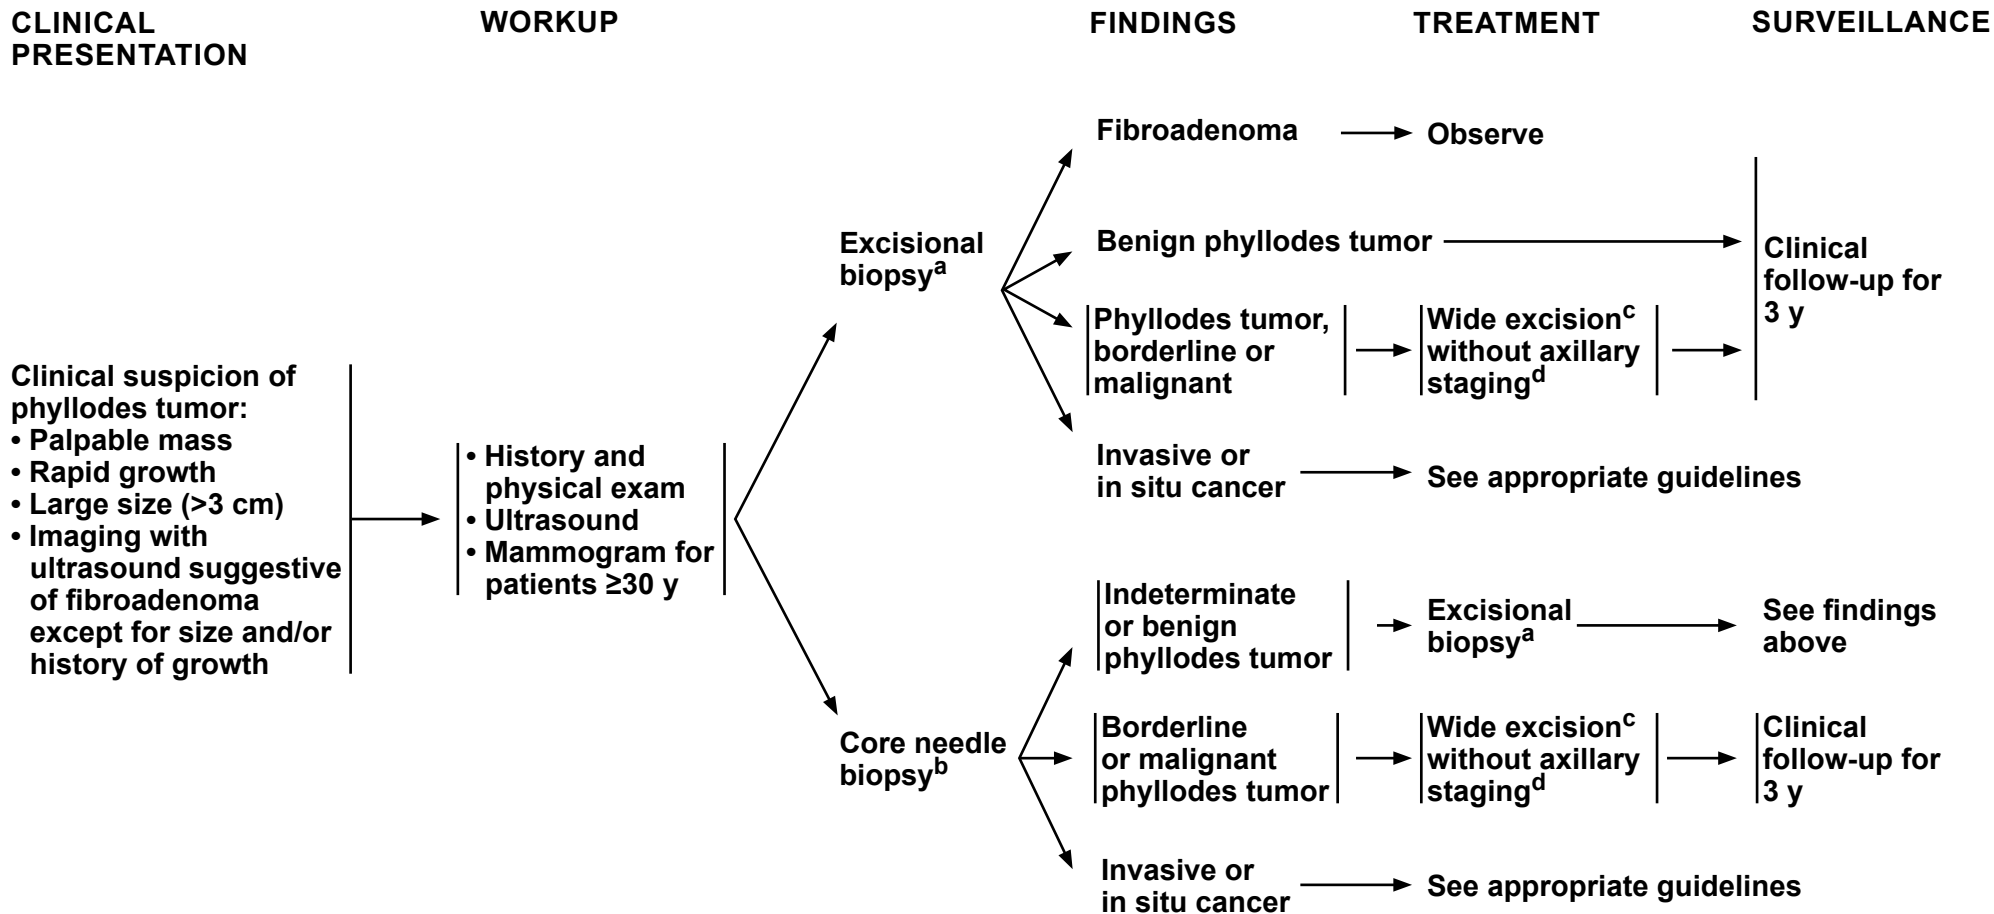 CLINICAL
PRESENTATION
WORKUP
FINDINGS
TREATMENT
SURVEILLANCE
Clinical suspicion of
phyllodes tumor:
• Palpable mass
• Rapid growth
• Large size (>3 cm)
• Imaging with
ultrasound suggestive
of fibroadenoma
except for size and/or
history of growth
• History and
physical exam
• Ultrasound
• Mammogram for
patients ≥30 y
Excisional
biopsyᵃ
Fibroadenoma
Observe
Benign phyllodes tumor
Phyllodes tumor,
borderline or
malignant
Wide excisionᶜ
without axillary
stagingᵈ
Clinical
follow-up for
3 y
Invasive or
in situ cancer
See appropriate guidelines
Core needle
biopsyᵇ
Indeterminate
or benign
phyllodes tumor
Excisional
biopsyᵃ
See findings
above
Borderline
or malignant
phyllodes tumor
Wide excisionᶜ
without axillary
stagingᵈ
Clinical
follow-up for
3 y
Invasive or
in situ cancer
See appropriate guidelines